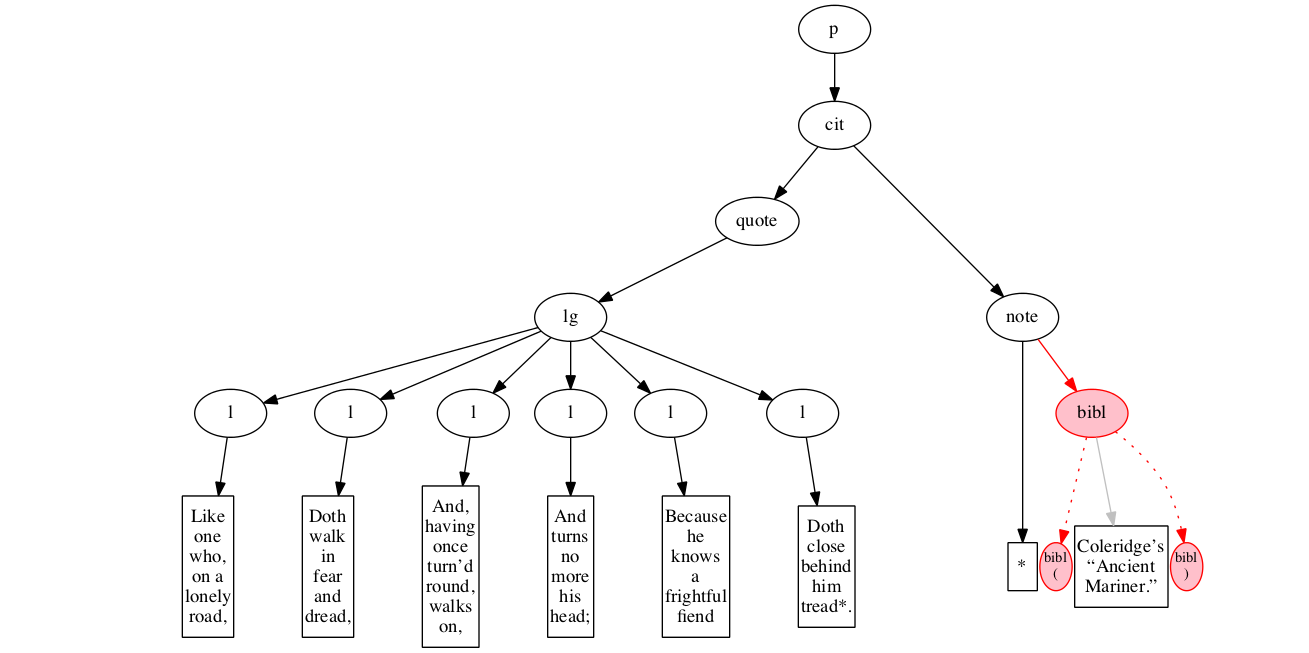 p
cit
quote
lg
note
l
l
l
l
l
l
bibl
Like
one
who,
on a
lonely
road,
Doth
walk
in
fear
and
dread,
And,
having
once
turn’d
round,
walks
on,
And
turns
no
more
his
head;
Because
he
knows
a
frightful
fiend
Doth
close
behind
him
tread*.
*
bibl
(
Coleridge’s
“Ancient
Mariner.”
bibl
)